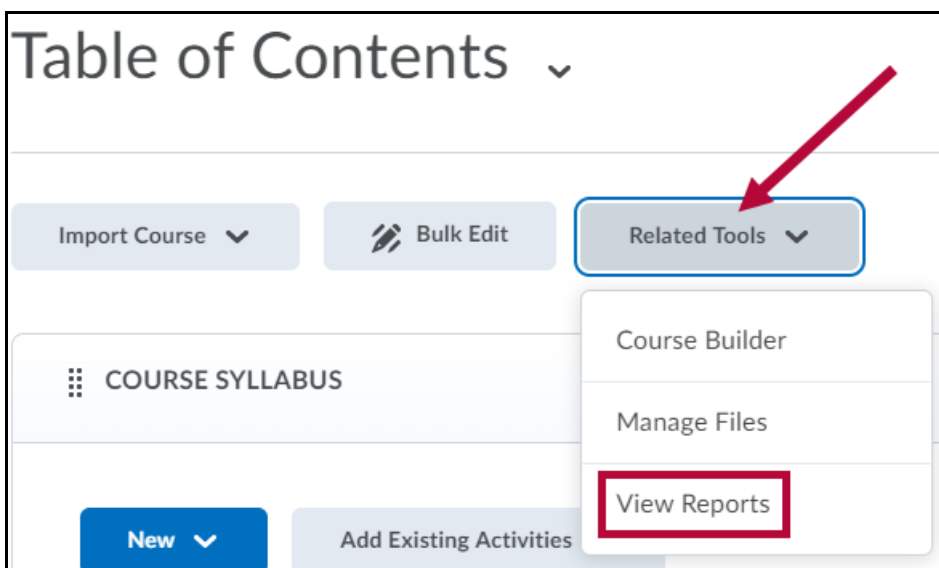 Table of Contents
Import Course
Bulk Edit
Related Tools
Course Builder
COURSE SYLLABUS
Manage Files
View Reports
New
Add Existing Activities